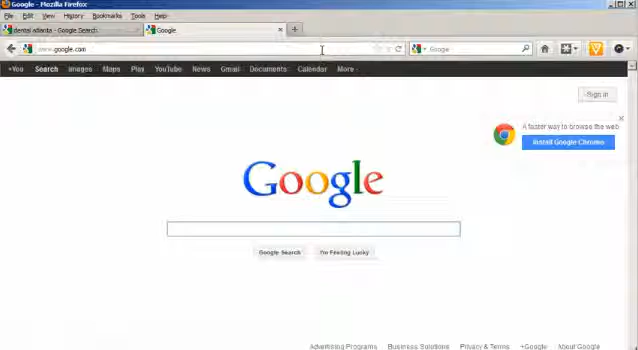 Google - Mozilla Firefox
File Edit View History Bookmarks Tools Help
dental atlanta - Google Search
Google
www.google.com
Google
+You Search Images Maps Play YouTube News Gmail Documents Calendar More
Sign in
A faster way to browse the web
Install Google Chrome
Google
Google Search
I'm Feeling Lucky
Advertising Programs Business Solutions Privacy & Terms +Google About Google